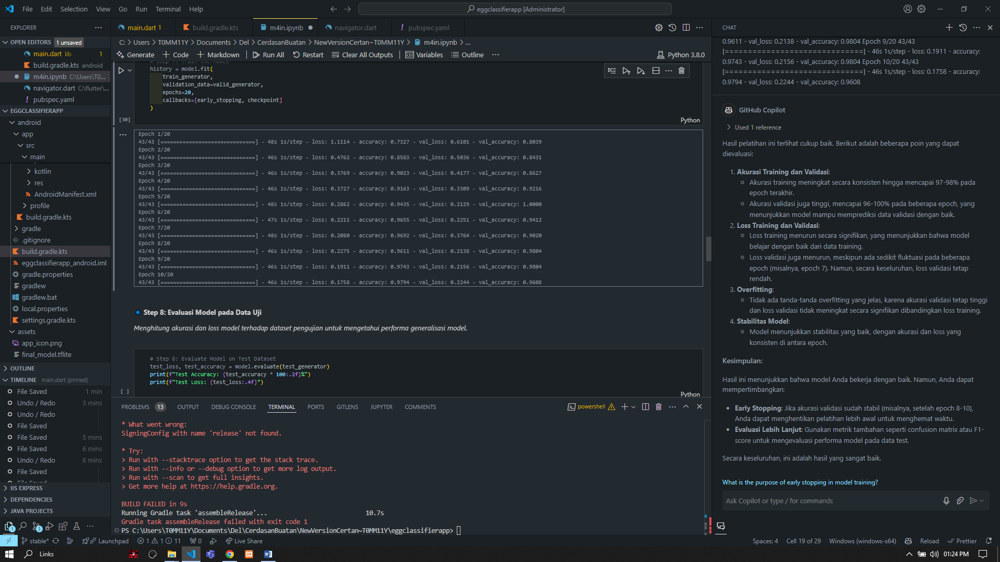 File Edit Selection View Go Run Terminal Help
eggclassifierapp [Administrator]
EXPLORER
OPEN EDITORS 1 unsaved
main.dart lib 1
build.gradle.kts android
m4in.ipynb C:\Users\T0...
navigator.dart C:\flutter\...
pubspec.yaml
EGGCLASSIFIERAPP
android
app
src
main
kotlin
res
AndroidManifest.xml
profile
build.gradle.kts
gradle
.gitignore
build.gradle.kts
eggclassifierapp_android.iml
gradle.properties
gradlew
gradlew.bat
local.properties
settings.gradle.kts
assets
app_icon.png
final_model.tflite
OUTLINE
TIMELINE main.dart (pinned)
File Saved 1 min
Undo / Redo 3 mins
Undo / Redo
File Saved
File Saved 5 mins
File Saved 6 mins
Undo / Redo 8 mins
File Saved
IIS EXPRESS
DEPENDENCIES
JAVA PROJECTS
main.dart 1 build.gradle.kts m4in.ipynb navigator.dart pubspec.yaml
C: > Users > T0MM11Y > Documents > Del > CerdasanBuatan > NewVersionCertan~T0MM11Y > m4in.ipynb > ...
Generate Code Markdown Run All Restart Clear All Outputs Variables Outline ... Python 3.8.0
# Step 7: Train the Model
history = model.fit(
train_generator,
validation_data=valid_generator,
epochs=20,
callbacks=[early_stopping, checkpoint]
)
[30] Python
Epoch 1/20
43/43 [==============================] - 48s 1s/step - loss: 1.1114 - accuracy: 0.7327 - val_loss: 0.6101 - val_accuracy: 0.8039
Epoch 2/20
43/43 [==============================] - 46s 1s/step - loss: 0.4762 - accuracy: 0.8583 - val_loss: 0.5036 - val_accuracy: 0.8431
Epoch 3/20
43/43 [==============================] - 46s 1s/step - loss: 0.3769 - accuracy: 0.9023 - val_loss: 0.4177 - val_accuracy: 0.8627
Epoch 4/20
43/43 [==============================] - 46s 1s/step - loss: 0.3727 - accuracy: 0.9163 - val_loss: 0.3309 - val_accuracy: 0.9216
Epoch 5/20
43/43 [==============================] - 48s 1s/step - loss: 0.2862 - accuracy: 0.9435 - val_loss: 0.2129 - val_accuracy: 1.0000
Epoch 6/20
43/43 [==============================] - 47s 1s/step - loss: 0.2211 - accuracy: 0.9655 - val_loss: 0.2251 - val_accuracy: 0.9412
Epoch 7/20
43/43 [==============================] - 48s 1s/step - loss: 0.2080 - accuracy: 0.9692 - val_loss: 0.3764 - val_accuracy: 0.9020
Epoch 8/20
43/43 [==============================] - 46s 1s/step - loss: 0.2275 - accuracy: 0.9611 - val_loss: 0.2138 - val_accuracy: 0.9804
Epoch 9/20
43/43 [==============================] - 46s 1s/step - loss: 0.1911 - accuracy: 0.9743 - val_loss: 0.2156 - val_accuracy: 0.9804
Epoch 10/20
43/43 [==============================] - 46s 1s/step - loss: 0.1758 - accuracy: 0.9794 - val_loss: 0.2244 - val_accuracy: 0.9608
Step 8: Evaluasi Model pada Data Uji
Menghitung akurasi dan loss model terhadap dataset pengujian untuk mengetahui performa generalisasi model.
# Step 8: Evaluate Model on Test Dataset
test_loss, test_accuracy = model.evaluate(test_generator)
print(f"Test Accuracy: {test_accuracy * 100:.2f}%")
print(f"Test Loss: {test_loss:.4f}")
[ ] Python
PROBLEMS 13 OUTPUT DEBUG CONSOLE TERMINAL PORTS GITLENS JUPYTER COMMENTS powershell
* What went wrong:
SigningConfig with name 'release' not found.
* Try:
> Run with --stacktrace option to get the stack trace.
> Run with --info or --debug option to get more log output.
> Run with --scan to get full insights.
> Get more help at https://help.gradle.org.
BUILD FAILED in 9s
Running Gradle task 'assembleRelease'... 10.7s
Gradle task assembleRelease failed with exit code 1
PS C:\Users\T0MM11Y\Documents\Del\CerdasanBuatan\NewVersionCertan~T0MM11Y\eggclassifierapp>
CHAT
0.9611 - val_loss: 0.2138 - val_accuracy: 0.9804 Epoch 9/20 43/43
[==============================] - 46s 1s/step - loss: 0.1911 - accuracy:
0.9743 - val_loss: 0.2156 - val_accuracy: 0.9804 Epoch 10/20 43/43
[==============================] - 46s 1s/step - loss: 0.1758 - accuracy:
0.9794 - val_loss: 0.2244 - val_accuracy: 0.9608
GitHub Copilot
Used 1 reference
Hasil pelatihan ini terlihat cukup baik. Berikut adalah beberapa poin yang dapat
dievaluasi:
1. Akurasi Training dan Validasi:
Akurasi training meningkat secara konsisten hingga mencapai 97-98% pada
epoch terakhir.
Akurasi validasi juga tinggi, mencapai 96-100% pada beberapa epoch, yang
menunjukkan model mampu memprediksi data validasi dengan baik.
2. Loss Training dan Validasi:
Loss training menurun secara signifikan, yang menunjukkan bahwa model
belajar dengan baik dari data training.
Loss validasi juga menurun, meskipun ada sedikit fluktuasi pada beberapa
epoch (misalnya, epoch 7). Namun, secara keseluruhan, loss validasi tetap
rendah.
3. Overfitting:
Tidak ada tanda-tanda overfitting yang jelas, karena akurasi validasi tetap tinggi
dan loss validasi tidak meningkat secara signifikan dibandingkan loss training.
4. Stabilitas Model:
Model menunjukkan stabilitas yang baik, dengan akurasi dan loss yang
konsisten di antara epoch.
Kesimpulan:
Hasil ini menunjukkan bahwa model Anda bekerja dengan baik. Namun, Anda dapat
mempertimbangkan:
Early Stopping: Jika akurasi validasi sudah stabil (misalnya, setelah epoch 8-10),
Anda dapat menghentikan pelatihan lebih awal untuk menghemat waktu.
Evaluasi Lebih Lanjut: Gunakan metrik tambahan seperti confusion matrix atau F1-
score untuk mengevaluasi performa model pada data test.
Secara keseluruhan, ini adalah hasil yang sangat baik.
What is the purpose of early stopping in model training?
Ask Copilot or type / for commands
stable* Launchpad 1 1 11 0 Live Share Spaces: 4 Cell 19 of 29 Windows (windows-x64) Reload Prettier
Links 01:24 PM